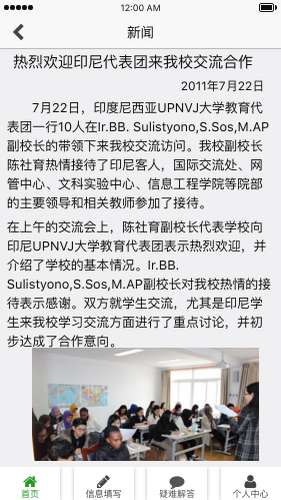 12:00 AM
新闻
热烈欢迎印尼代表团来我校交流合作
2011年7月22日
7月22日，印度尼西亚UPNVJ大学教育代
表团一行10人在Ir.BB. Sulistyono,S.Sos,M.AP
副校长的带领下来我校交流访问。我校副校长
陈社育热情接待了印尼客人，国际交流处、网
管中心、文科实验中心、信息工程学院等院部
的主要领导和相关教师参加了接待。
在上午的交流会上，陈社育副校长代表学校向
印尼UPNVJ大学教育代表团表示热烈欢迎，并
介绍了学校的基本情况。Ir.BB.
Sulistyono,S.Sos,M.AP副校长对我校热情的接
待表示感谢。双方就学生交流，尤其是印尼学
生来我校学习交流方面进行了重点讨论，并初
步达成了合作意向。
首页
信息填写
疑难解答
个人中心